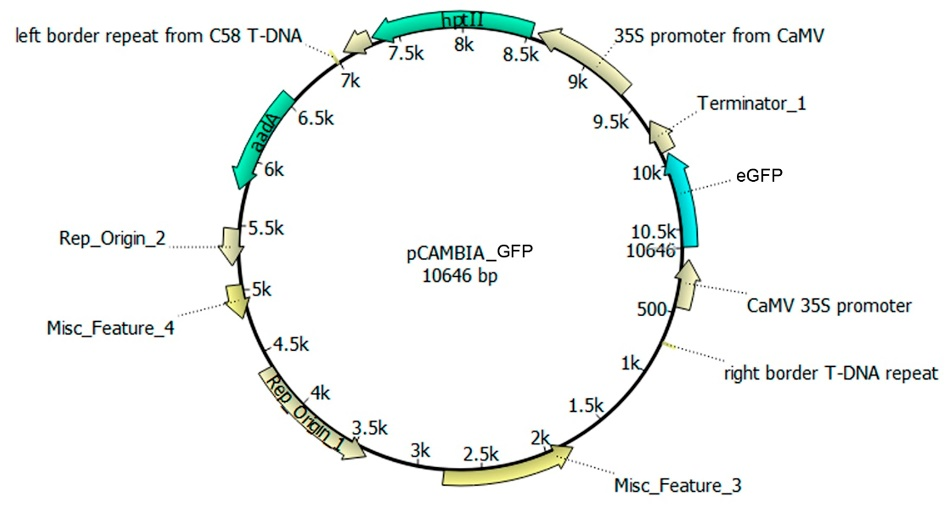 hptII
left border repeat from C58 T-DNA
7.5k
8k
8.5k
35S promoter from CaMV
7k
9k
6.5k
9.5k
Terminator_1
aadA
6k
10k
eGFP
5.5k
10.5k
Rep_Origin_2
pCAMBIA_GFP
10646
10646 bp
5k
500
CaMV 35S promoter
Misc_Feature_4
4.5k
1k
right border T-DNA repeat
Rep_Origin_1
4k
1.5k
3.5k
3k
2.5k
2k
Misc_Feature_3